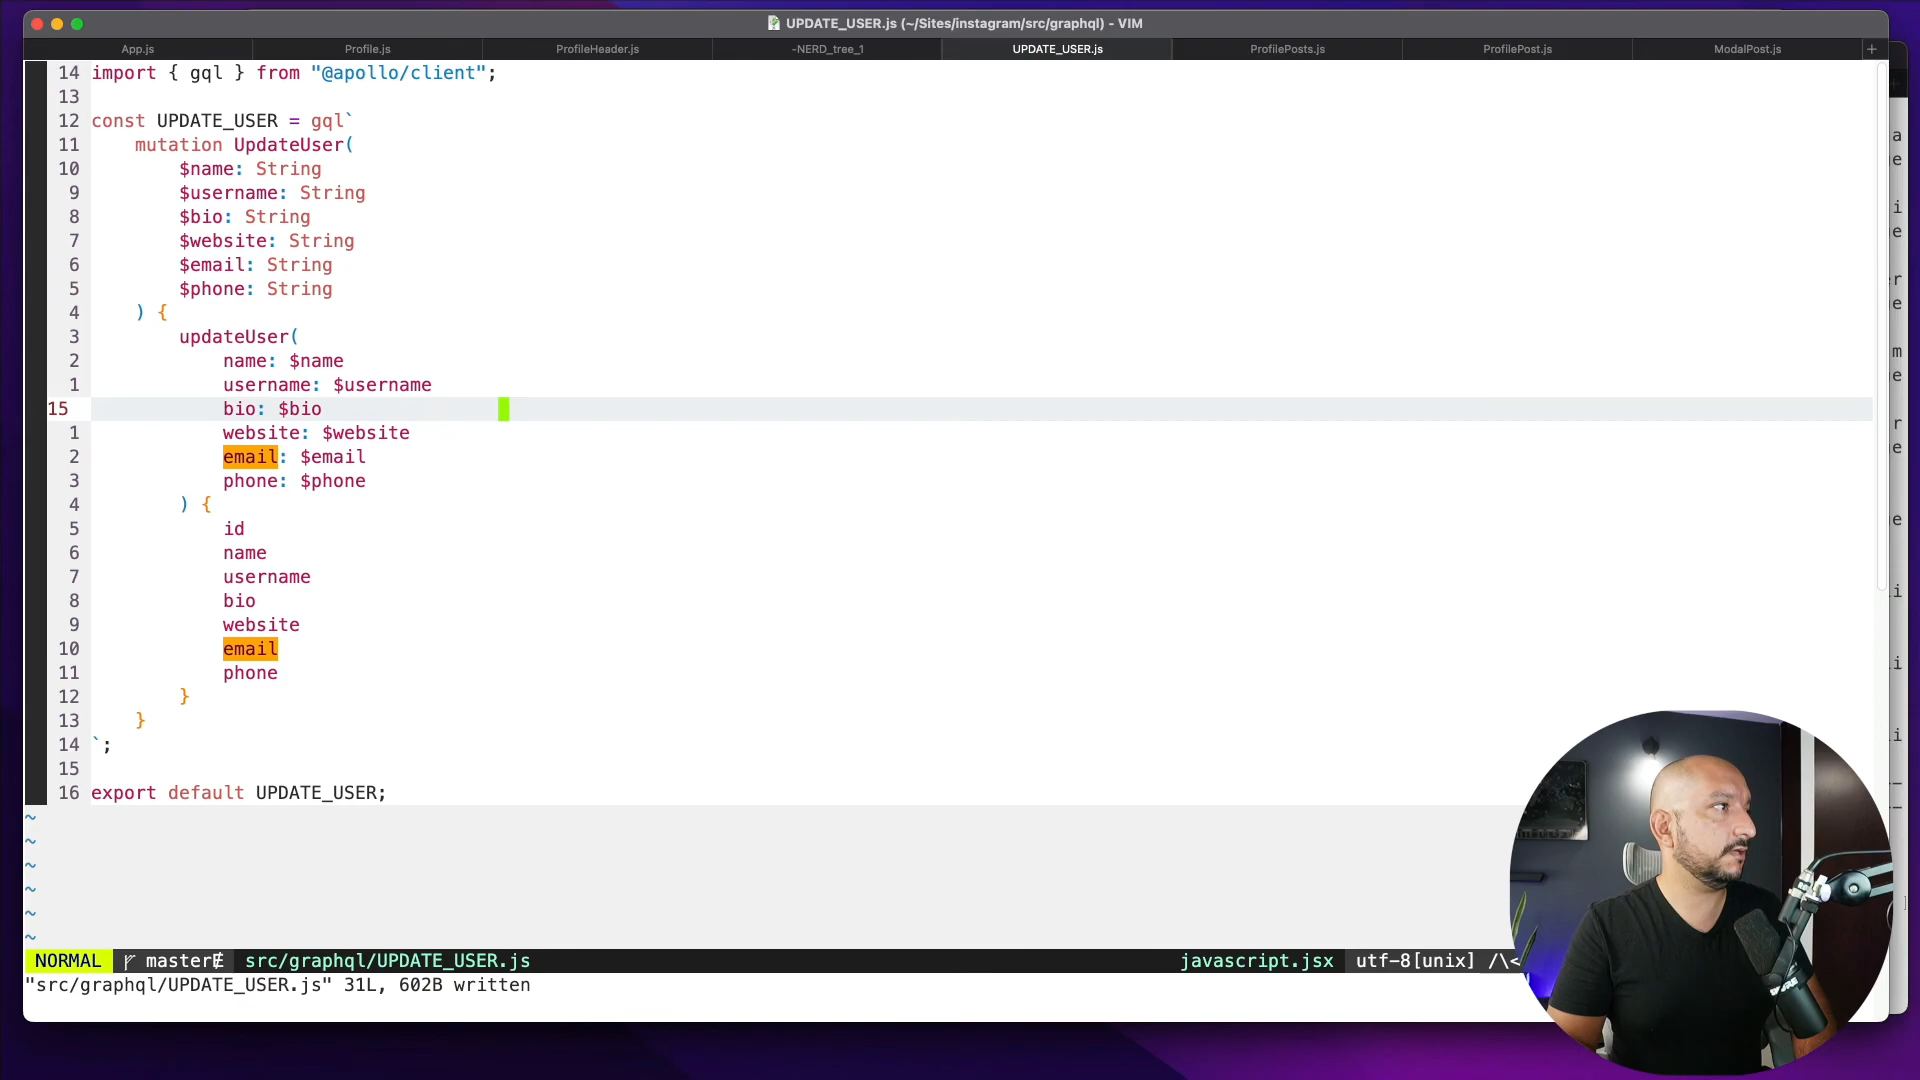 UPDATE_USER.js (~/Sites/instagram/src/graphql) - VIM
App.js
Profile.js
ProfileHeader.js
-NERD_tree_1
UPDATE_USER.js
ProfilePosts.js
ProfilePost.js
ModalPost.js
+
14 import { gql } from "@apollo/client";
13
12 const UPDATE_USER = gql`
11 mutation UpdateUser(
10 $name: String
9 $username: String
8 $bio: String
7 $website: String
6 $email: String
5 $phone: String
4 ) {
3 updateUser(
2 name: $name
1 username: $username
15 bio: $bio
1 website: $website
2 email: $email
3 phone: $phone
4 ) {
5 id
6 name
7 username
8 bio
9 website
10 email
11 phone
12 }
13 }
14 `;
15
16 export default UPDATE_USER;
~
~
~
~
~
~
NORMAL master src/graphql/UPDATE_USER.js javascript.jsx utf-8[unix] /\<
"src/graphql/UPDATE_USER.js" 31L, 602B written